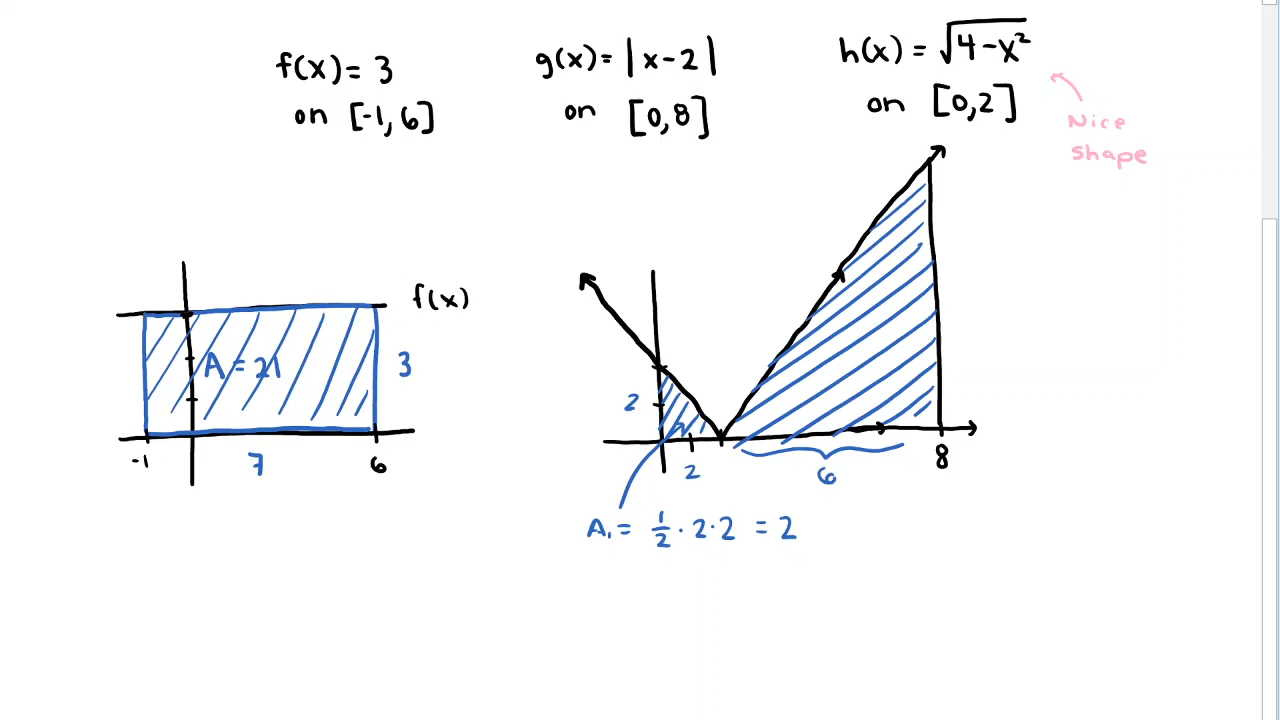 f(x) = 3
on [-1, 6]
g(x) = |x-2|
on [0,8]
h(x) = √4-x²
on [0,2]
Nice
shape
f(x)
A = 21
3
-1
7
6
2
2
6
8
A₁ = 1/2 · 2 · 2 = 2